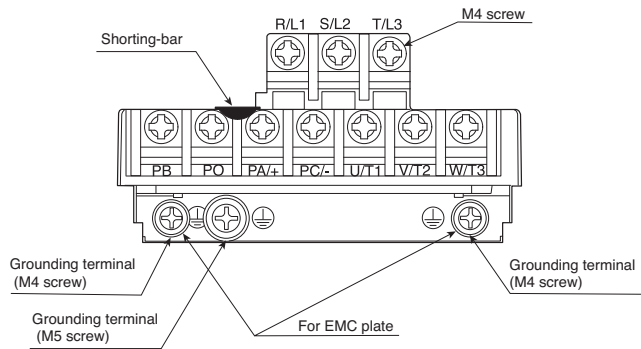 R/L1 S/L2 T/L3
M4 screw
Shorting-bar
PB PO PA/+ PC/- U/T1 V/T2 W/T3
Grounding terminal
(M4 screw)
Grounding terminal
(M5 screw)
For EMC plate
Grounding terminal
(M4 screw)